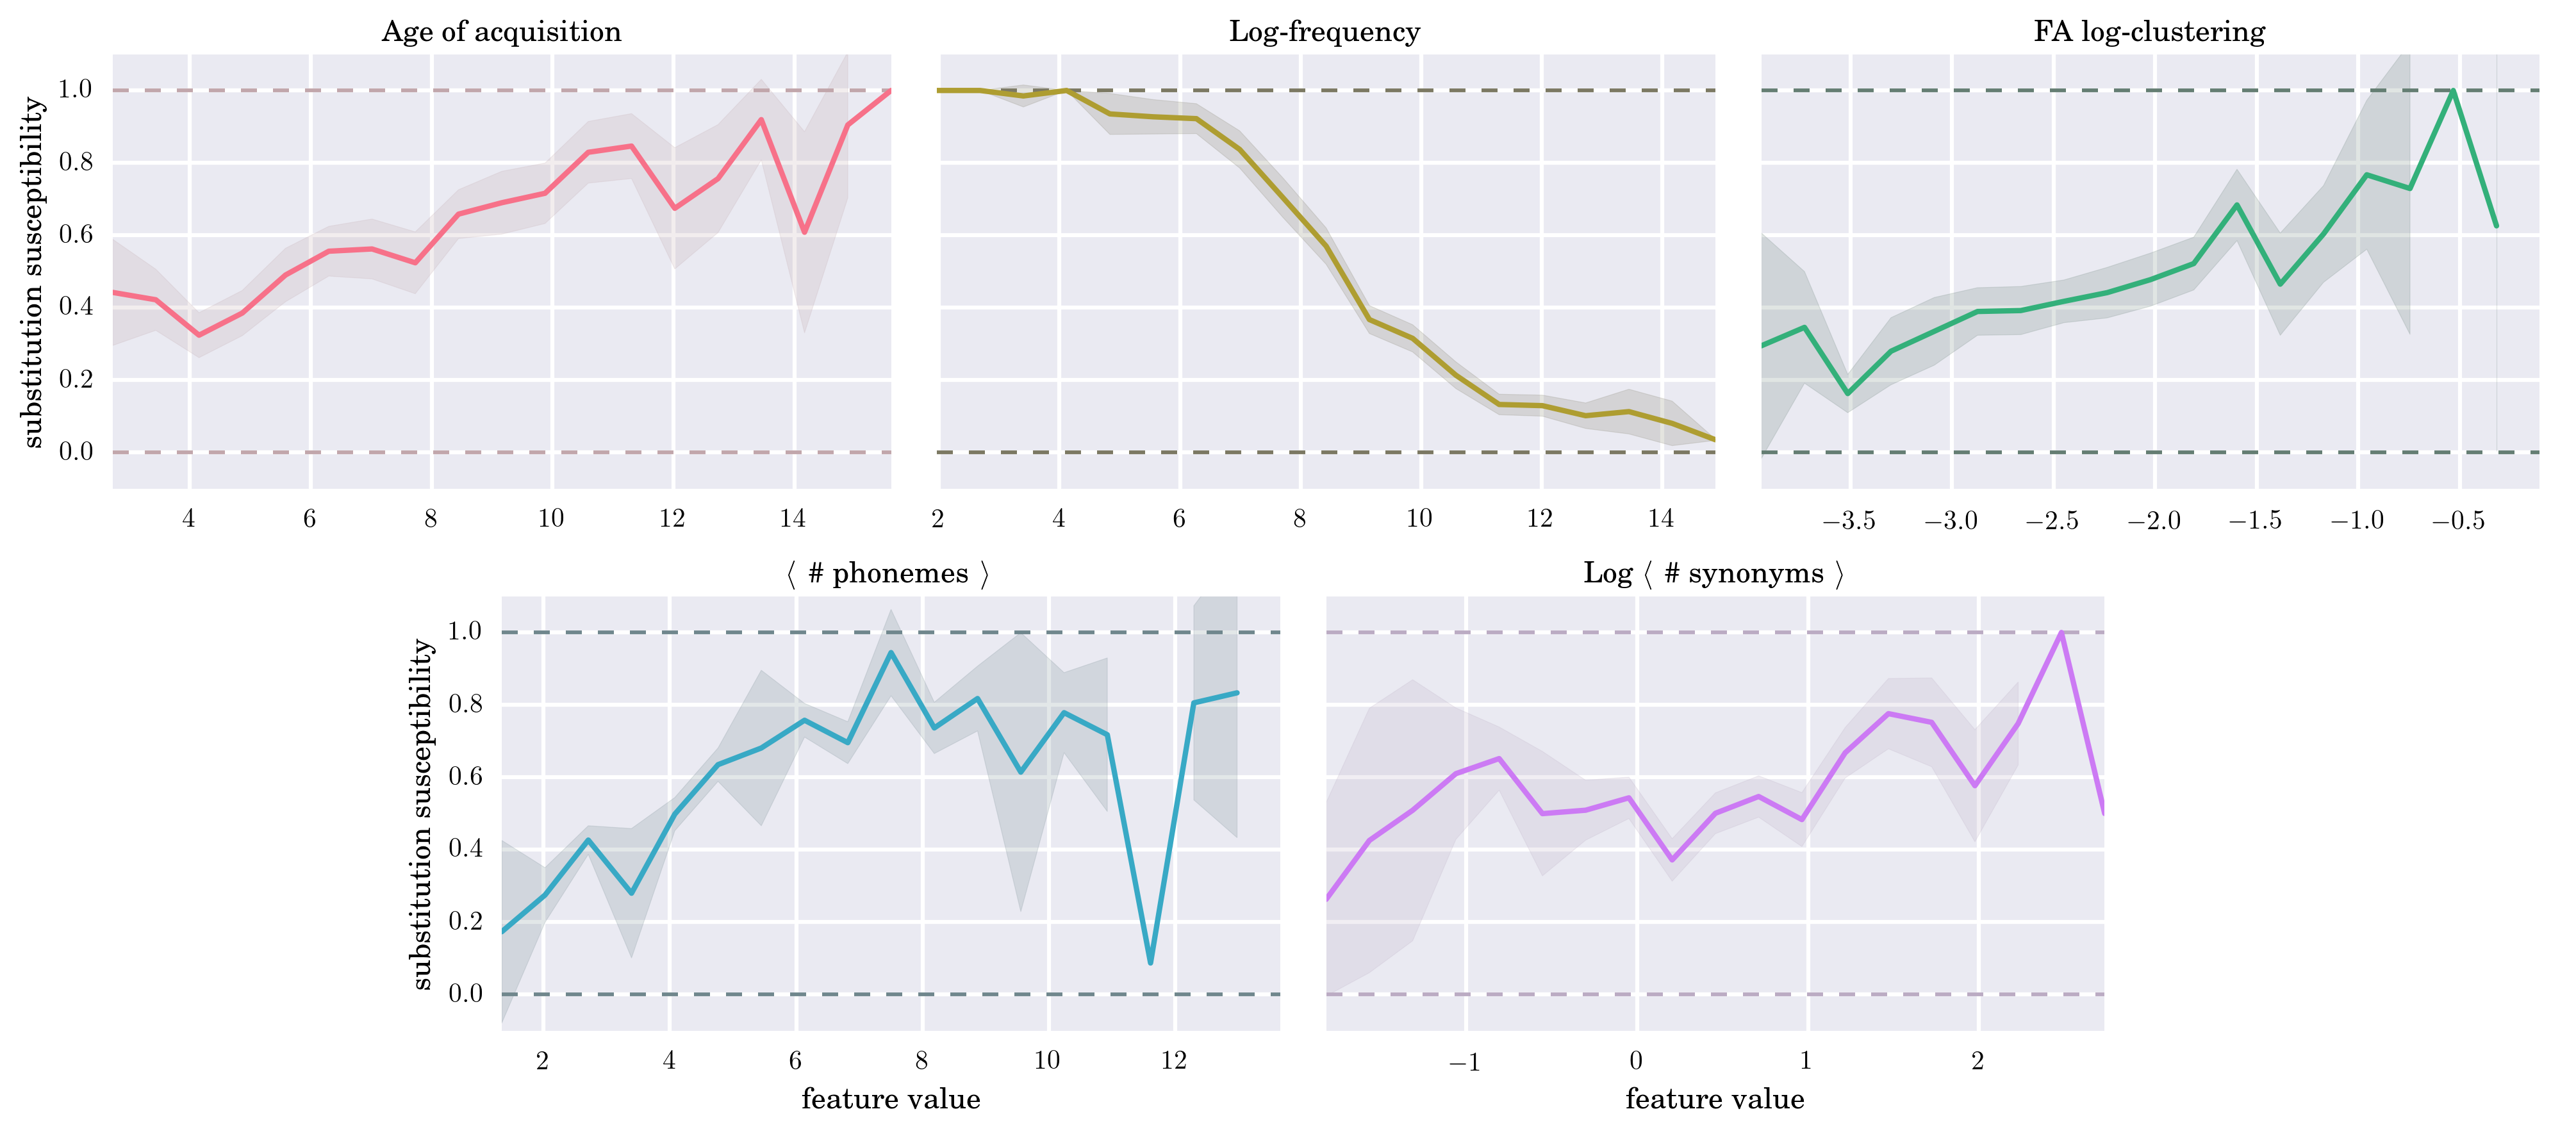 Age of acquisition
Log-frequency
FA log-clustering
substitution susceptibility
1.0
0.8
0.6
0.4
0.2
0.0
4 6 8 10 12 14
2 4 6 8 10 12 14
−3.5 −3.0 −2.5 −2.0 −1.5 −1.0 −0.5
⟨ # phonemes ⟩
Log ⟨ # synonyms ⟩
substitution susceptibility
1.0
0.8
0.6
0.4
0.2
0.0
2 4 6 8 10 12
−1 0 1 2
feature value
feature value